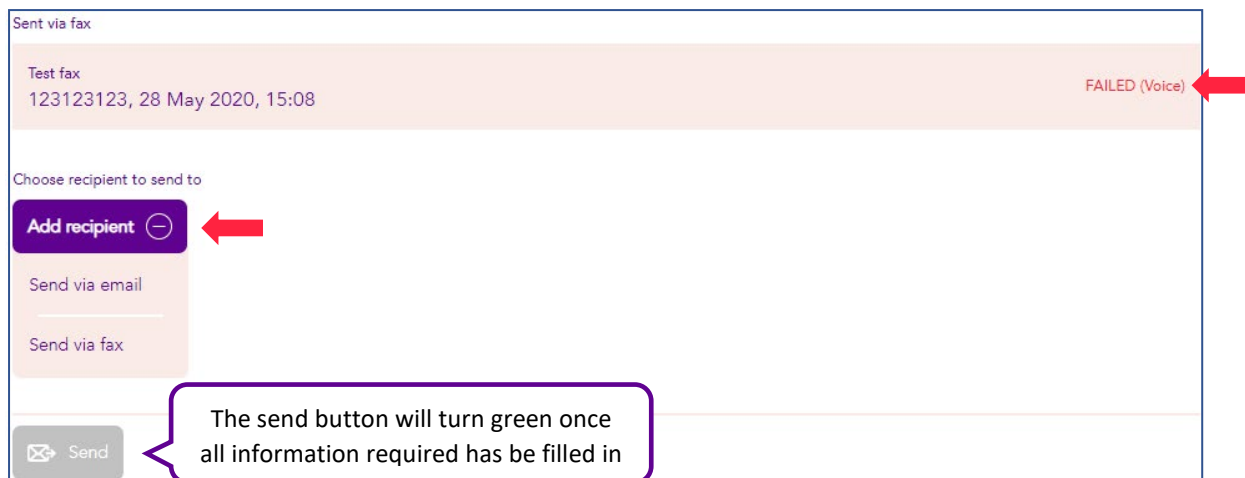 Sent via fax
Test fax
123123123, 28 May 2020, 15:08
FAILED (Voice)
Choose recipient to send to
Add recipient
Send via email
Send via fax
The send button will turn green once
all information required has be filled in
Send